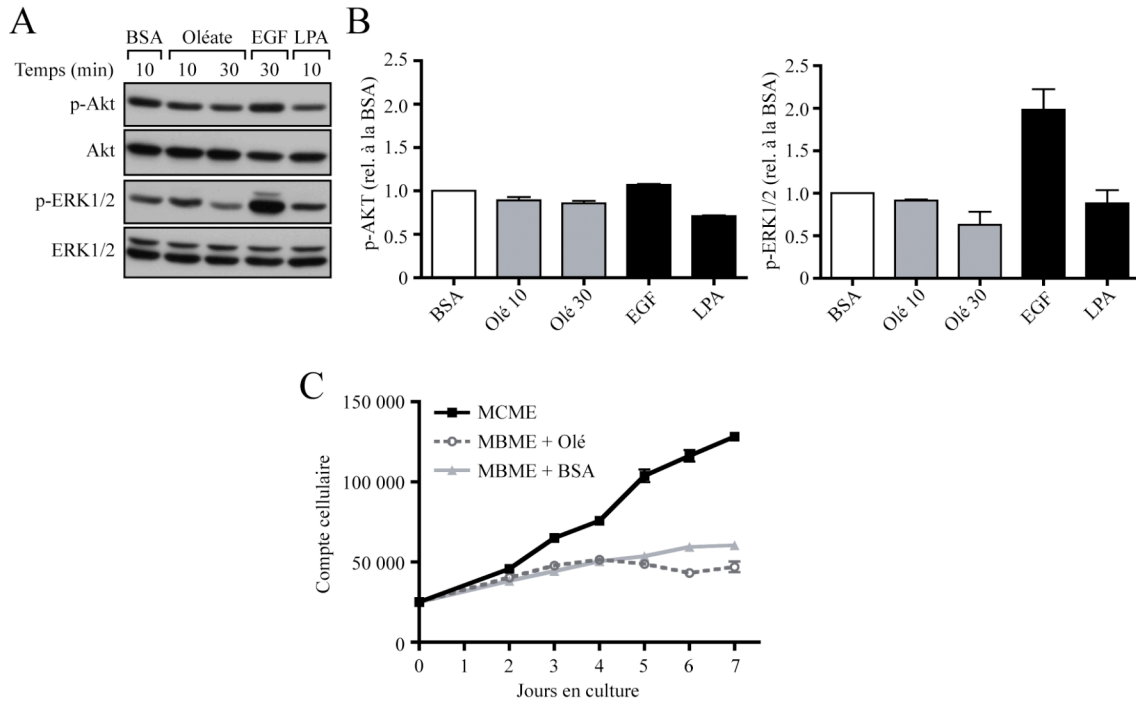 A
BSA Oléate EGF LPA
Temps (min) 10 10 30 30 10
p-Akt
Akt
p-ERK1/2
ERK1/2
B
p-AKT (rel. à la BSA)
2.5
2.0
1.5
1.0
0.5
0
BSA Olé 10 Olé 30 EGF LPA
p-ERK1/2 (rel. à la BSA)
2.5
2.0
1.5
1.0
0.5
0
BSA Olé 10 Olé 30 EGF LPA
C
Compte cellulaire
150 000
100 000
50 000
0
MCME
MBME + Olé
MBME + BSA
0 1 2 3 4 5 6 7
Jours en culture